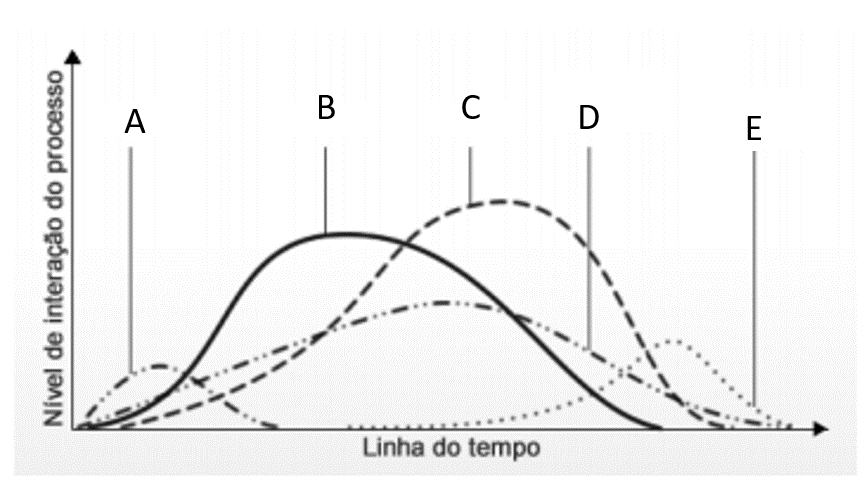 A
B
C
D
E
Nível de interação do processo
Linha do tempo